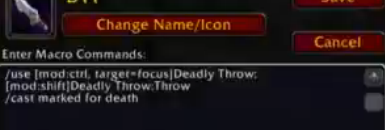 Change Name/Icon
Cancel
Enter Macro Commands:
/use [mod:ctrl, target=focus]Deadly Throw;
[mod:shift]Deadly Throw;Throw
/cast marked for death